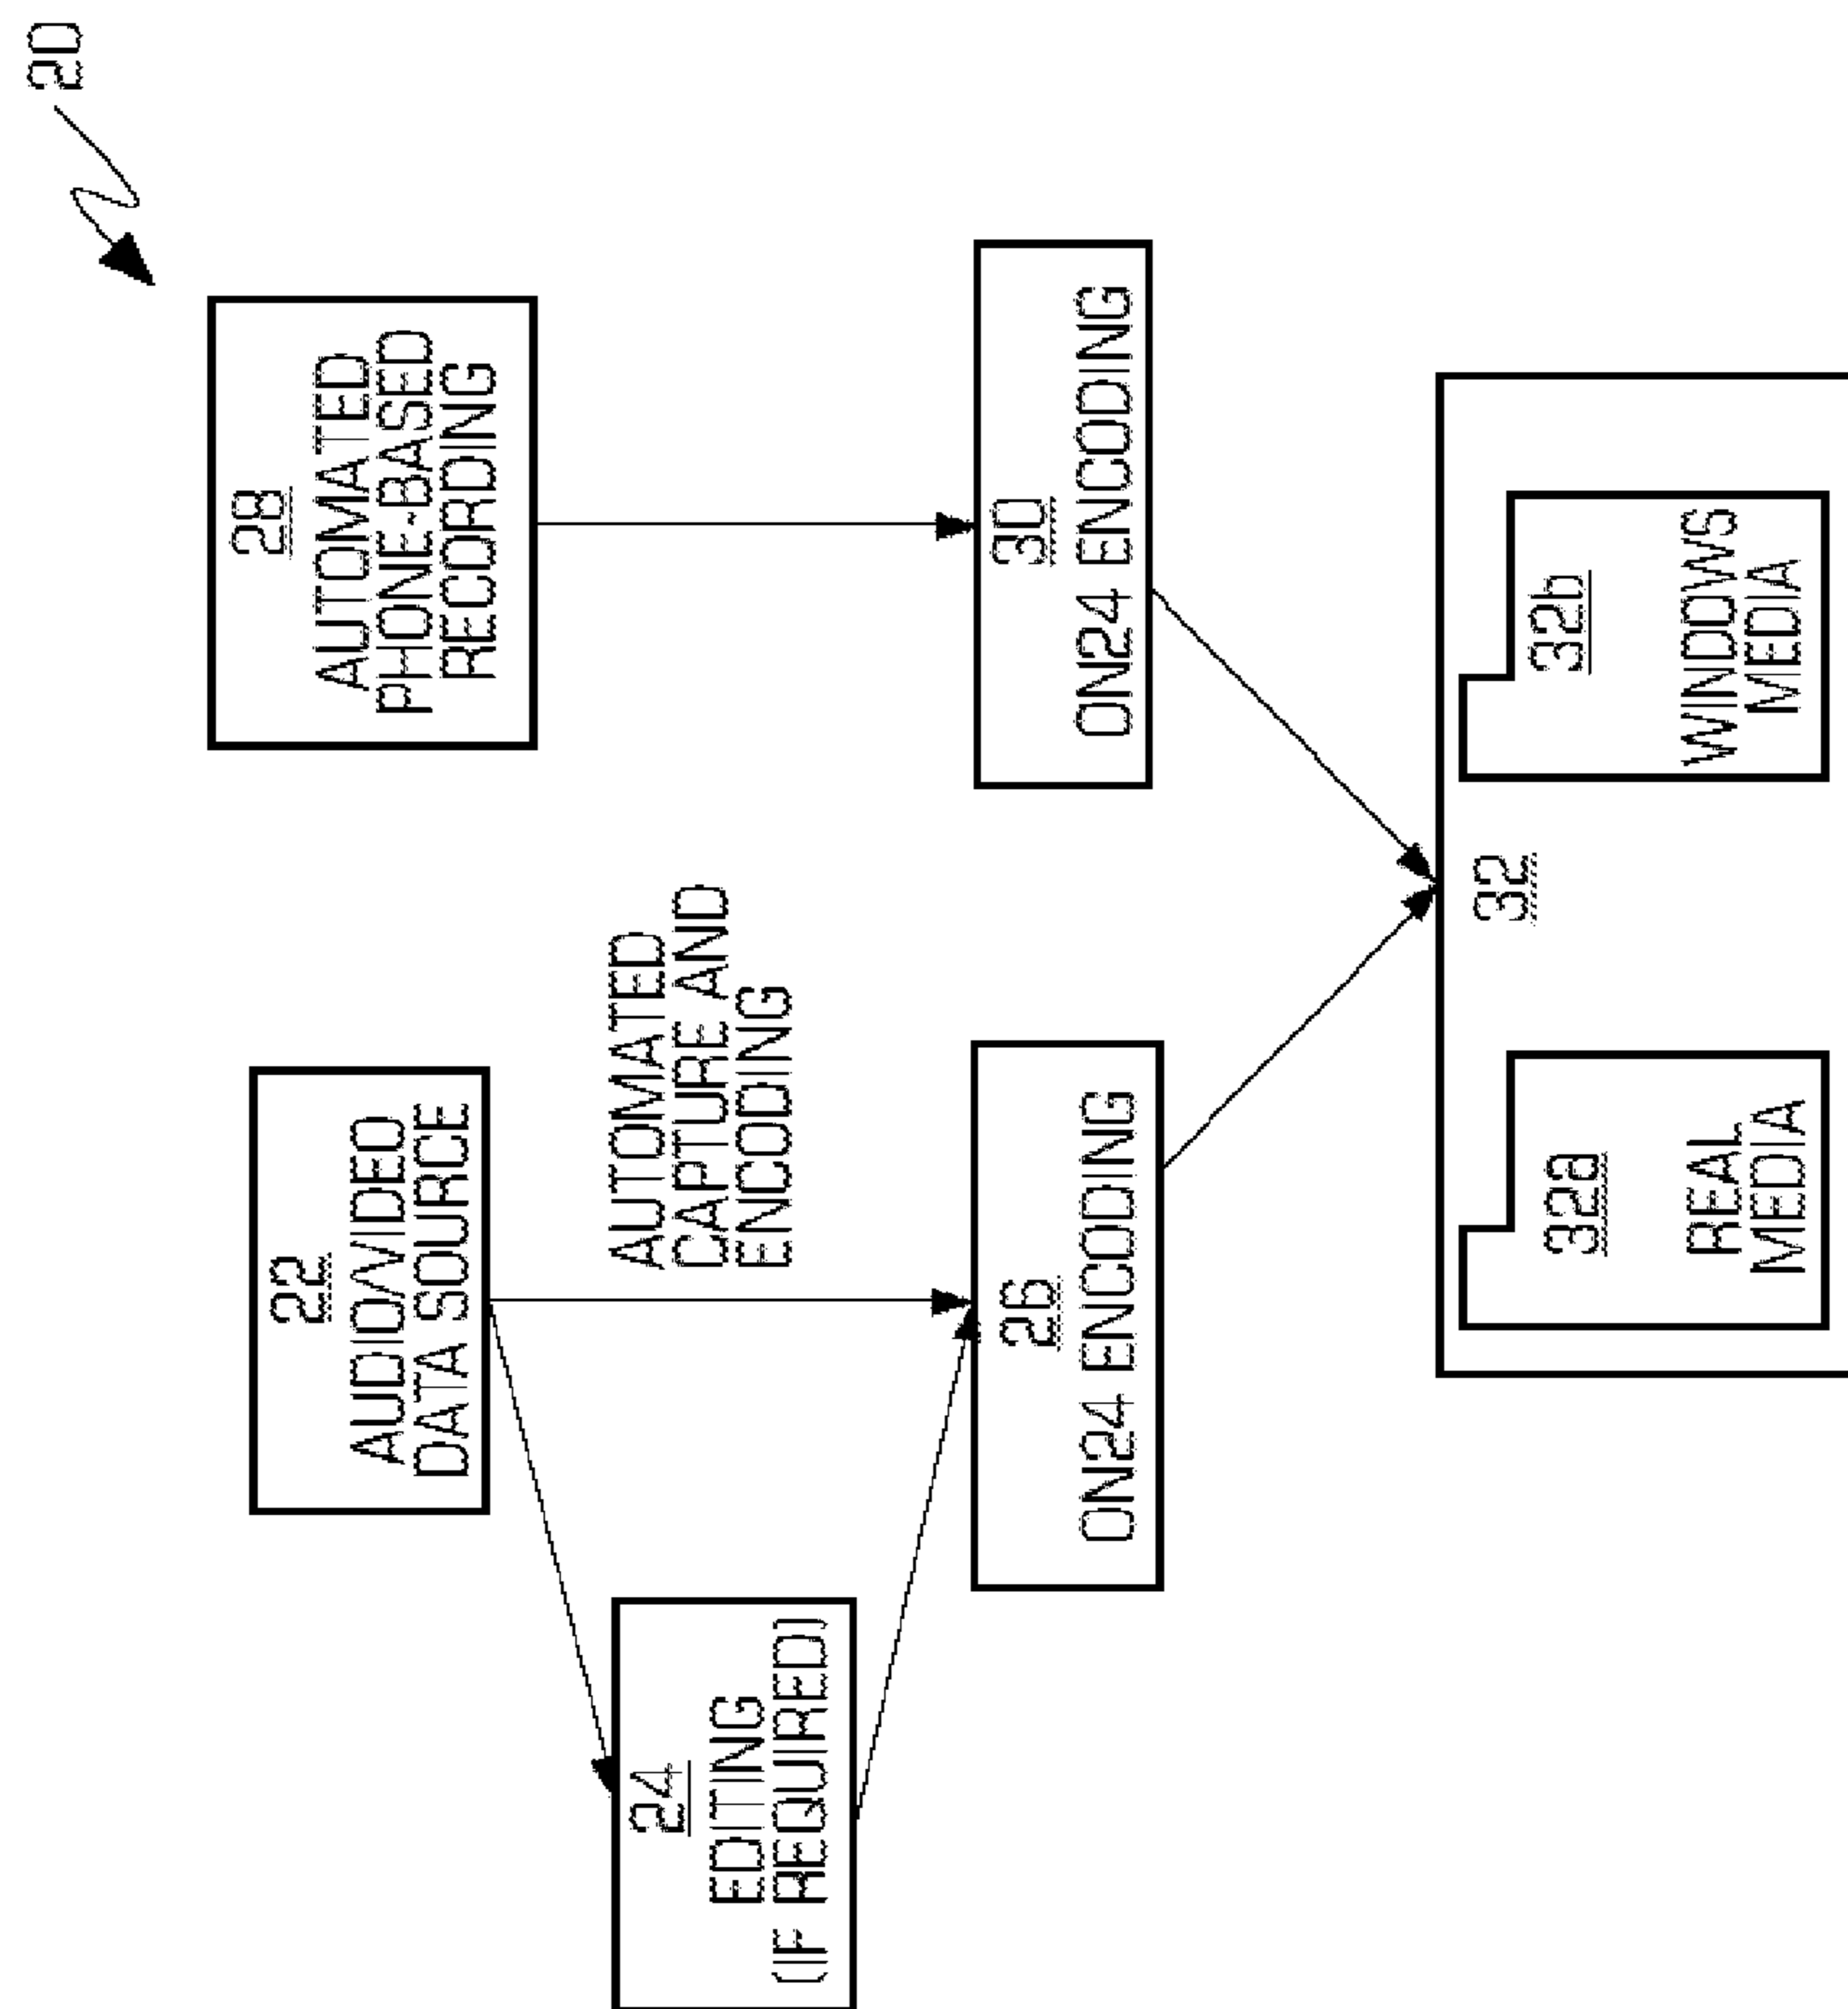 20
28
AUTOMATED
PHONE-BASED
RECORDING
22
AUDIO/VIDEO
DATA SOURCE
AUTOMATED
CAPTURE AND
ENCODING
24
EDITING
(IF REQUIRED)
30
ON24 ENCODING
26
ON24 ENCODING
32
32a
REAL
MEDIA
32b
WINDOWS
MEDIA